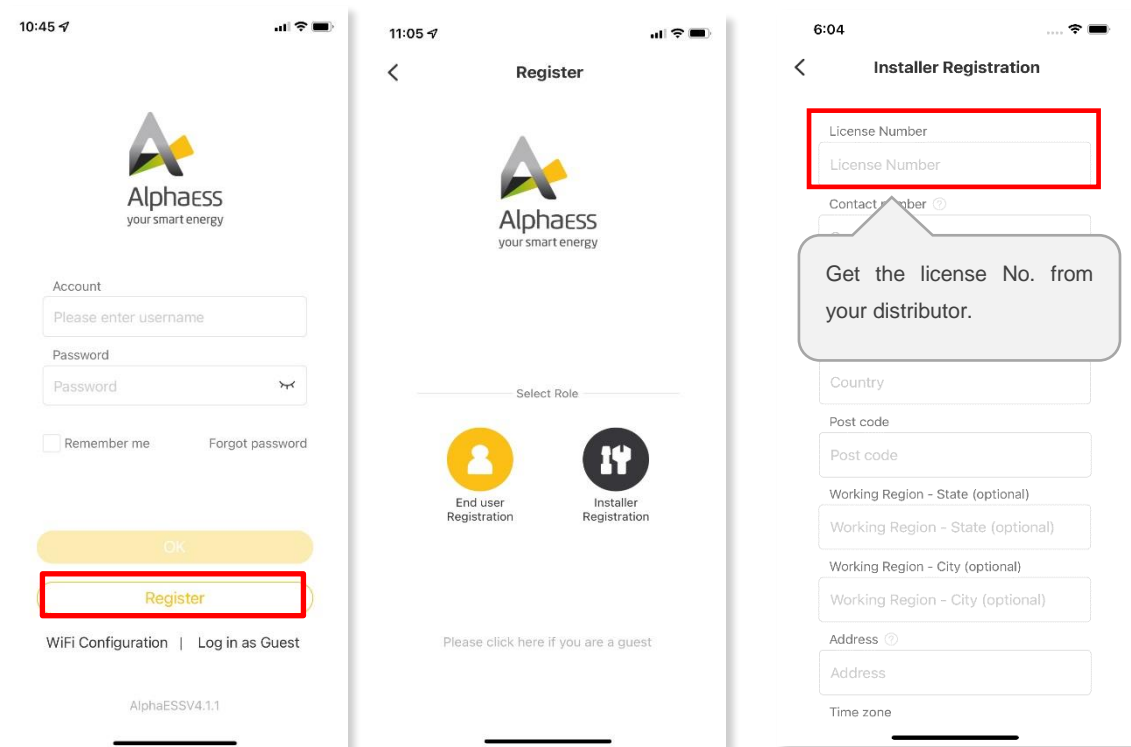 10:45
Alphaess
your smart energy
Account
Please enter username
Password
Password
Remember me
Forgot password
OK
Register
WiFi Configuration | Log in as Guest
AlphaESSV4.1.1
11:05
Register
Alphaess
your smart energy
Select Role
End user
Registration
Installer
Registration
Please click here if you are a guest
6:04
Installer Registration
License Number
License Number
Contact number
Get the license No. from
your distributor.
Country
Post code
Post code
Working Region - State (optional)
Working Region - State (optional)
Working Region - City (optional)
Working Region - City (optional)
Address
Address
Time zone